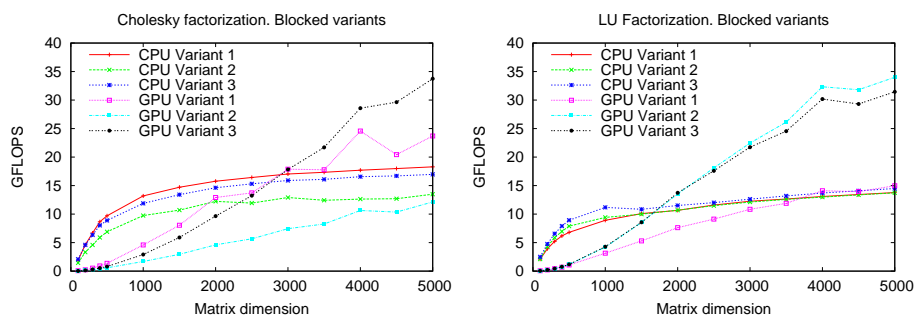 Cholesky factorization. Blocked variants
40
35
30
25
20
15
10
5
0
GFLOPS
CPU Variant 1
CPU Variant 2
CPU Variant 3
GPU Variant 1
GPU Variant 2
GPU Variant 3
0 1000 2000 3000 4000 5000
Matrix dimension
LU Factorization. Blocked variants
40
35
30
25
20
15
10
5
0
GFLOPS
CPU Variant 1
CPU Variant 2
CPU Variant 3
GPU Variant 1
GPU Variant 2
GPU Variant 3
0 1000 2000 3000 4000 5000
Matrix dimension